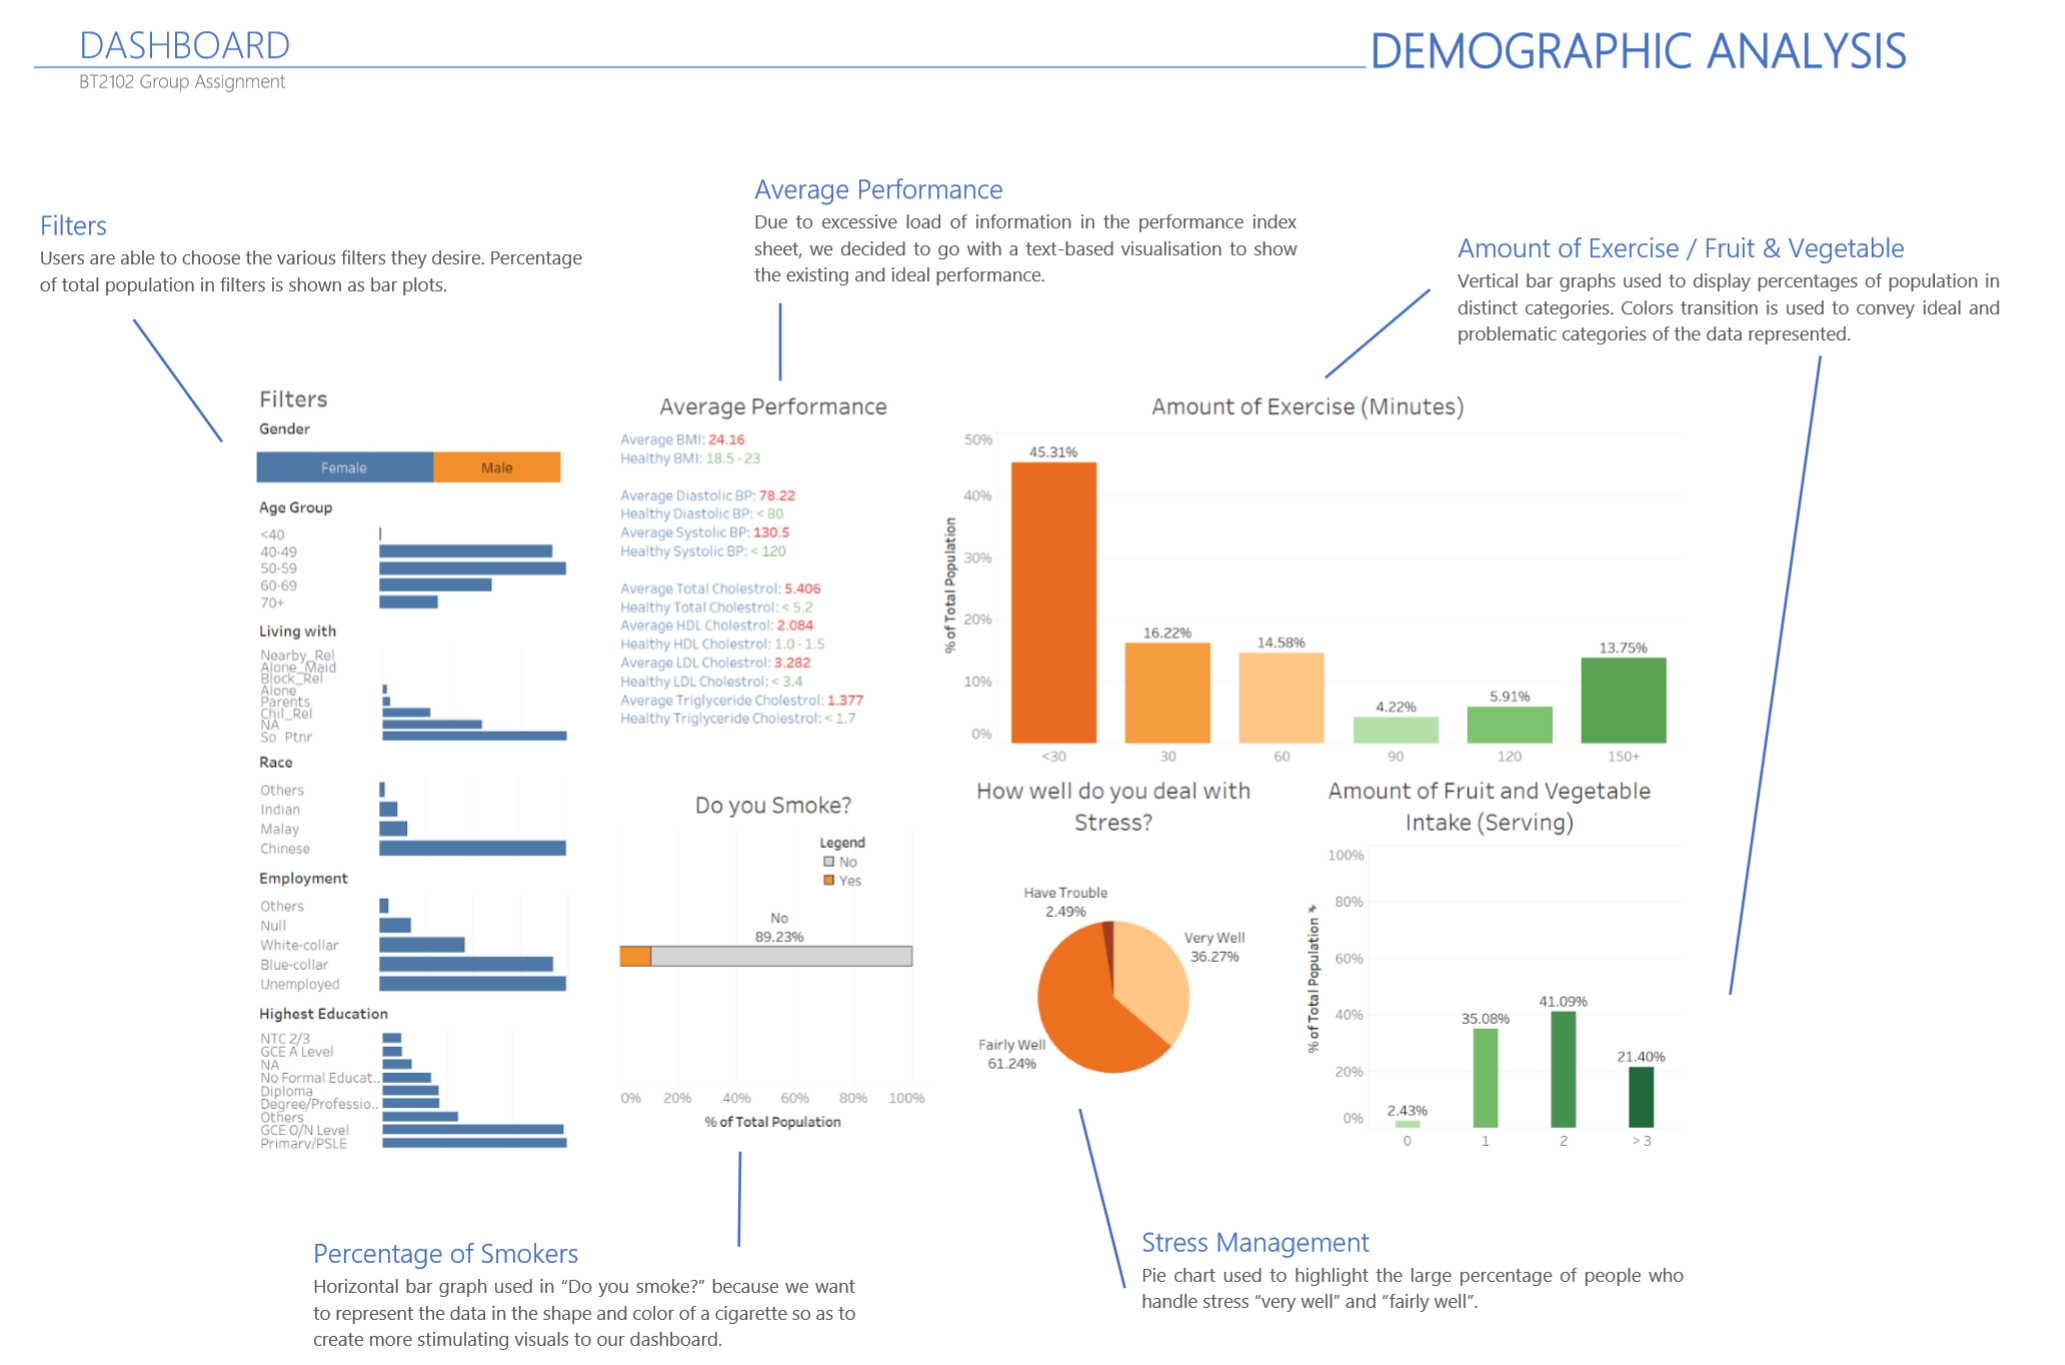 DASHBOARD
DEMOGRAPHIC ANALYSIS
BT2102 Group Assignment
Filters
Users are able to choose the various filters they desire. Percentage
of total population in filters is shown as bar plots.
Average Performance
Due to excessive load of information in the performance index
sheet, we decided to go with a text-based visualisation to show
the existing and ideal performance.
Amount of Exercise / Fruit & Vegetable
Vertical bar graphs used to display percentages of population in
distinct categories. Colors transition is used to convey ideal and
problematic categories of the data represented.
Filters
Gender
Female Male
Age Group
<40
40-49
50-59
60-69
70+
Living with
Nearby_Rel
Alone_Maid
Block_Rel
Alone
Parents
Chil_Rel
NA
Sp_Ptnr
Race
Others
Indian
Malay
Chinese
Employment
Others
Null
White-collar
Blue-collar
Unemployed
Highest Education
NTC 2/3
GCE A Level
NA
No Formal Educat..
Diploma
Degree/Professio..
Others
GCE O/N Level
Primary/PSLE
Average Performance
Average BMI: 24.16
Healthy BMI: 18.5 - 23
Average Diastolic BP: 78.22
Healthy Diastolic BP: < 80
Average Systolic BP: 130.5
Healthy Systolic BP: < 120
Average Total Cholestrol: 5.406
Healthy Total Cholestrol: < 5.2
Average HDL Cholestrol: 2.084
Healthy HDL Cholestrol: 1.0 - 1.5
Average LDL Cholestrol: 3.282
Healthy LDL Cholestrol: < 3.4
Average Triglyceride Cholestrol: 1.377
Healthy Triglyceride Cholestrol: < 1.7
Amount of Exercise (Minutes)
% of Total Population
50%
40%
30%
20%
10%
0%
45.31%
16.22%
14.58%
4.22%
5.91%
13.75%
<30 30 60 90 120 150+
Do you Smoke?
Legend
No
Yes
No
89.23%
0% 20% 40% 60% 80% 100%
% of Total Population
How well do you deal with
Stress?
Have Trouble
2.49%
Very Well
36.27%
Fairly Well
61.24%
Amount of Fruit and Vegetable
Intake (Serving)
% of Total Population
100%
80%
60%
40%
20%
0%
2.43%
35.08%
41.09%
21.40%
0 1 2 > 3
Percentage of Smokers
Horizontal bar graph used in “Do you smoke?” because we want
to represent the data in the shape and color of a cigarette so as to
create more stimulating visuals to our dashboard.
Stress Management
Pie chart used to highlight the large percentage of people who
handle stress “very well” and “fairly well”.